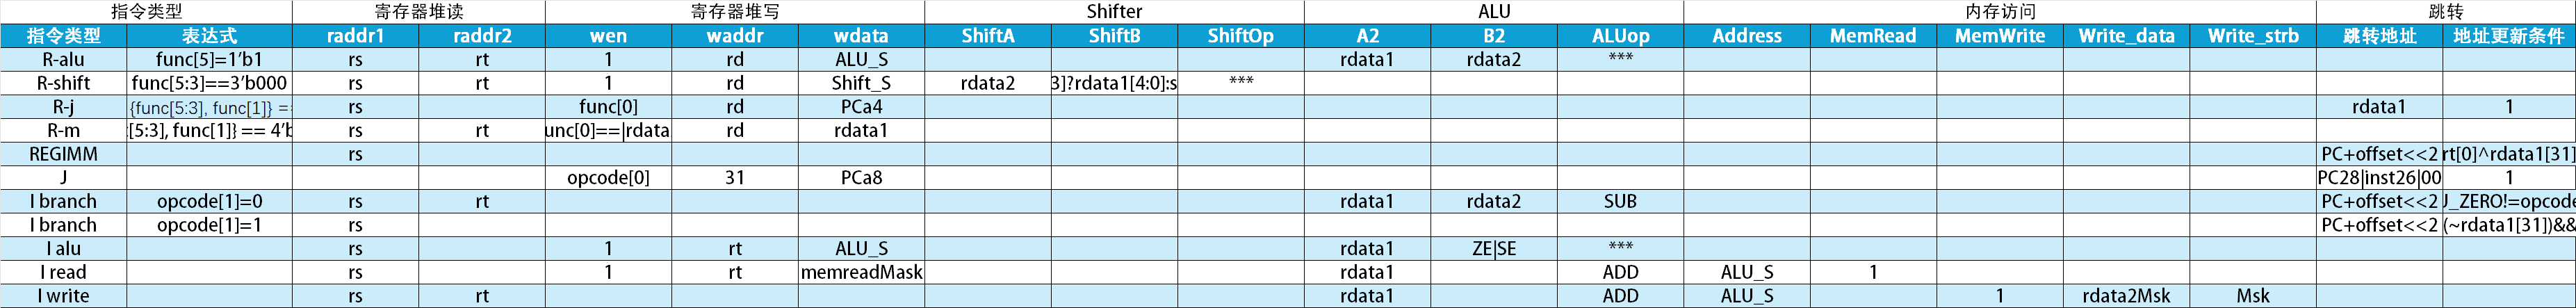 指令类型 寄存器堆读 寄存器堆写 Shifter ALU 内存访问 跳转
指令类型 表达式 raddr1 raddr2 wen waddr wdata ShiftA ShiftB ShiftOp A2 B2 ALUop Address MemRead MemWrite Write_data Write_strb 跳转地址 地址更新条件
R-alu func[5]=1'b1 rs rt 1 rd ALU_S rdata1 rdata2 ***
R-shift func[5:3]==3'b000 rs rt 1 rd Shift_S rdata2 3]?rdata1[4:0]:s ***
R-j {func[5:3], func[1]} == rs func[0] rd PCa4 rdata1 1
R-m [5:3], func[1]} == 4'b rs rt unc[0]==|rdata rd rdata1
REGIMM rs PC+offset<<2 rt[0]^rdata1[31]
J opcode[0] 31 PCa8 PC28|inst26|00 1
I branch opcode[1]=0 rs rt rdata1 rdata2 SUB PC+offset<<2 J_ZERO!=opcode
I branch opcode[1]=1 rs PC+offset<<2 (~rdata1[31])&&
I alu rs 1 rt ALU_S rdata1 ZE|SE ***
I read rs 1 rt memreadMask rdata1 ADD ALU_S 1
I write rs rt rdata1 ADD ALU_S 1 rdata2Msk Msk